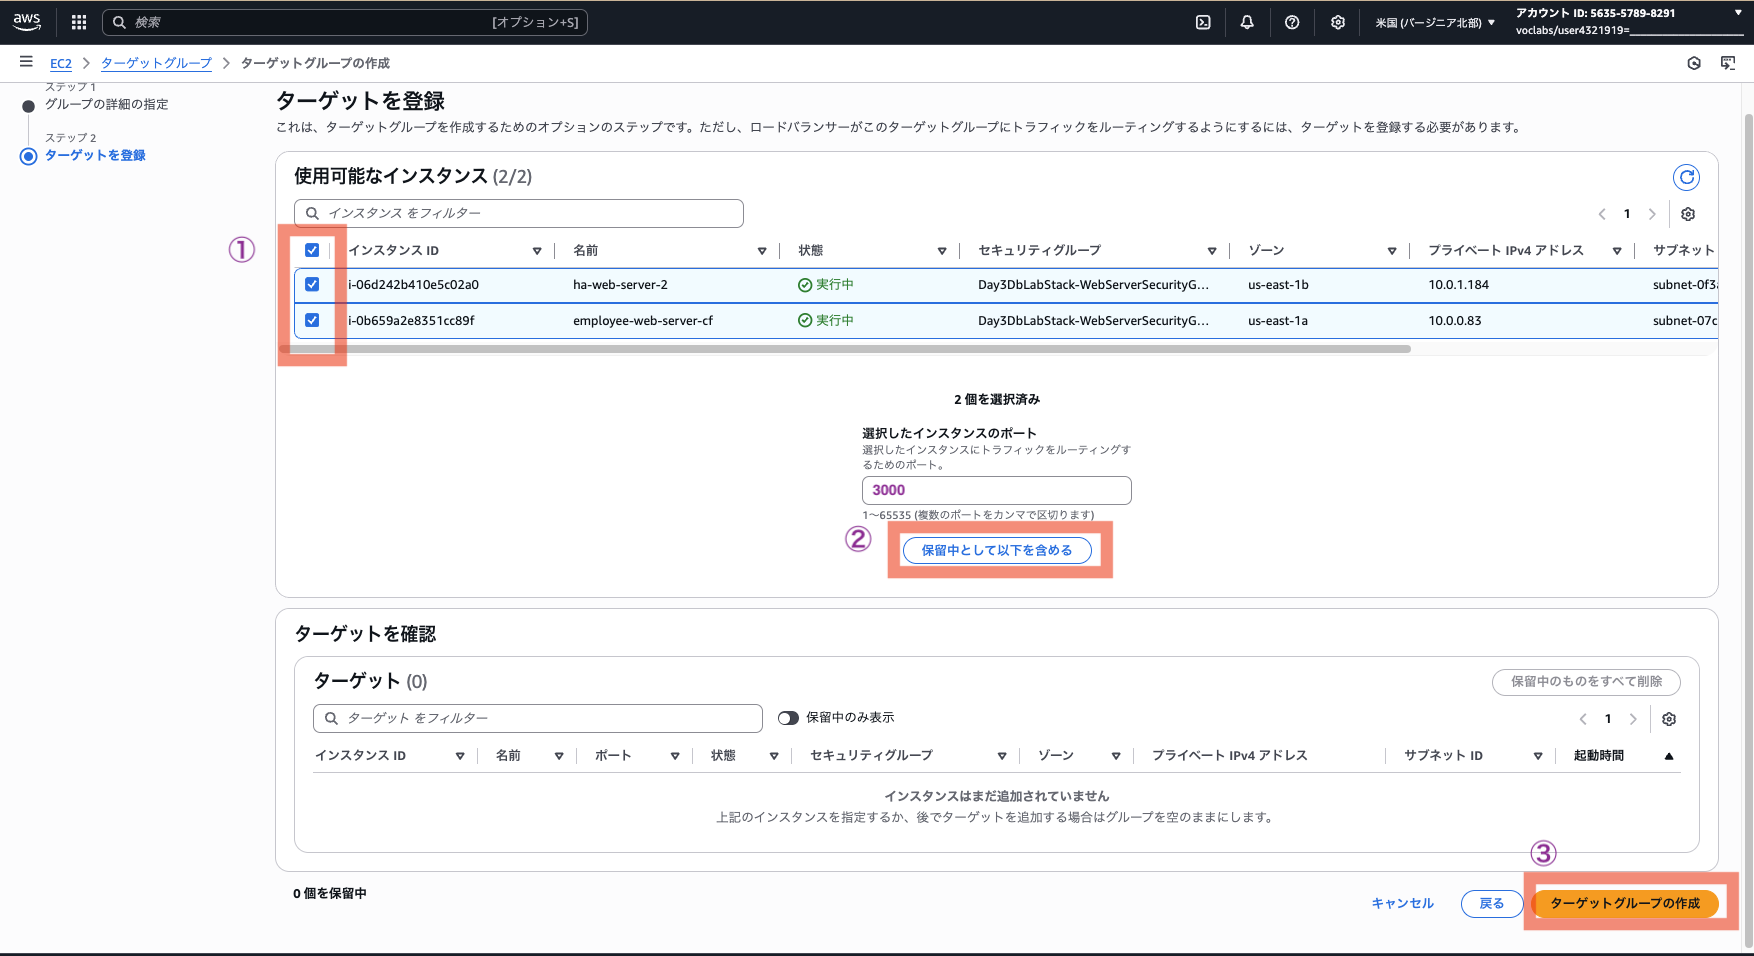 aws
検索
[オプション+S]
米国 (バージニア北部)
アカウント ID: 5635-5789-8291
voclabs/user4321919=
EC2
ターゲットグループ
ターゲットグループの作成
ステップ 1
グループの詳細の指定
ステップ 2
ターゲットを登録
ターゲットを登録
これは、ターゲットグループを作成するためのオプションのステップです。ただし、ロードバランサーがこのターゲットグループにトラフィックをルーティングするようにするには、ターゲットを登録する必要があります。
使用可能なインスタンス (2/2)
インスタンス をフィルター
1
①
インスタンス ID 名前 状態 セキュリティグループ ゾーン プライベート IPv4 アドレス サブネット
i-06d242b410e5c02a0 ha-web-server-2 実行中 Day3DbLabStack-WebServerSecurityG... us-east-1b 10.0.1.184 subnet-0f3
i-0b659a2e8351cc89f employee-web-server-cf 実行中 Day3DbLabStack-WebServerSecurityG... us-east-1a 10.0.0.83 subnet-07c
2 個を選択済み
選択したインスタンスのポート
選択したインスタンスにトラフィックをルーティングす
るためのポート。
3000
1〜65535 (複数のポートをカンマで区切ります)
②
保留中として以下を含める
ターゲットを確認
ターゲット (0)
保留中のものをすべて削除
ターゲット をフィルター
保留中のみ表示
1
インスタンス ID 名前 ポート 状態 セキュリティグループ ゾーン プライベート IPv4 アドレス サブネット ID 起動時間
インスタンスはまだ追加されていません
上記のインスタンスを指定するか、後でターゲットを追加する場合はグループを空のままにします。
③
0 個を保留中
キャンセル
戻る
ターゲットグループの作成